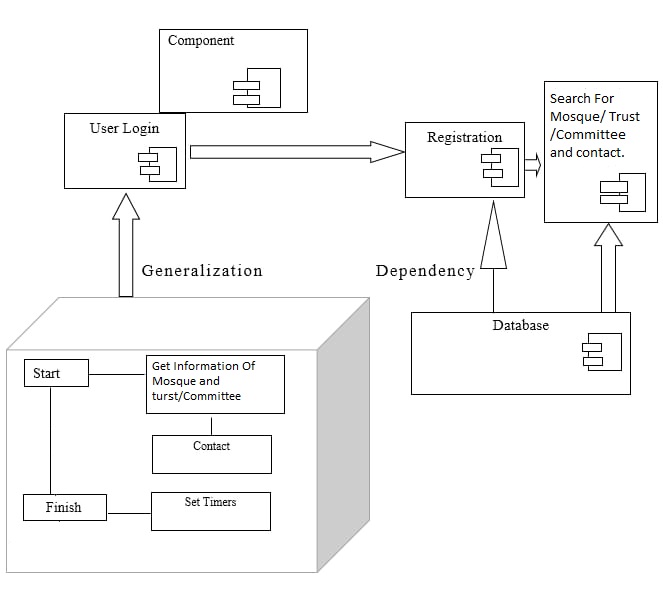 Component
User Login
Registration
Search For
Mosque/ Trust
/Committee
and contact.
Generalization
Dependency
Database
Start
Get Information Of
Mosque and
turst/Committee
Contact
Finish
Set Timers